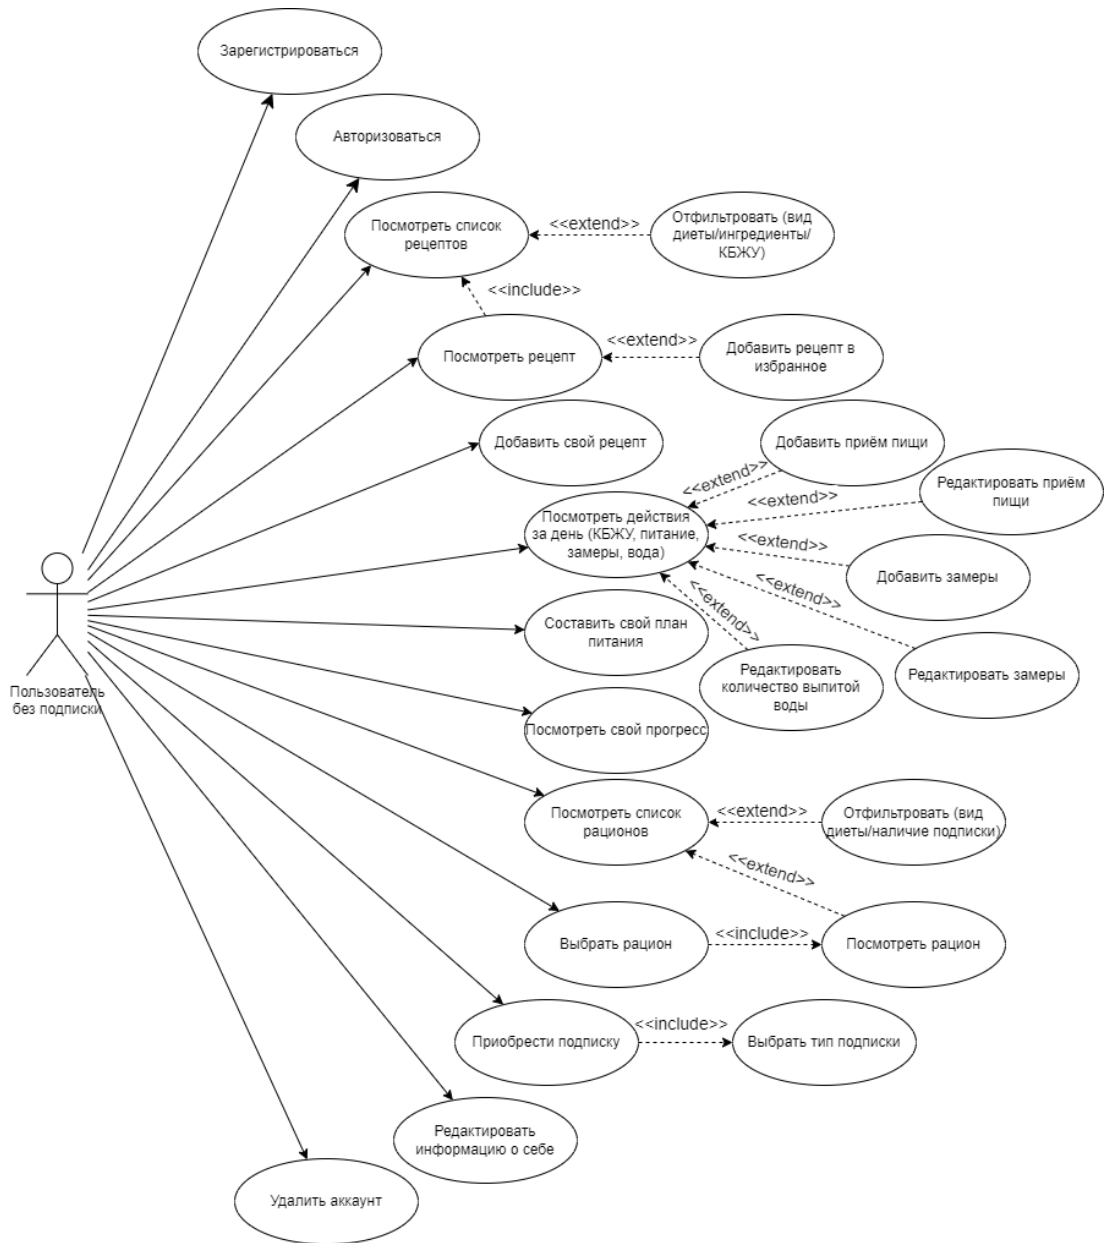 Зарегистрироваться
Авторизоваться
Посмотреть список
рецептов
<<extend>>
Отфильтровать (вид
диеты/ингредиенты/
КБЖУ)
<<include>>
Посмотреть рецепт
<<extend>>
Добавить рецепт в
избранное
Добавить свой рецепт
Добавить приём пищи
<<extend>>
Редактировать приём
пищи
<<extend>>
Посмотреть действия
за день (КБЖУ, питание,
замеры, вода)
<<extend>>
Добавить замеры
<<extend>>
Редактировать замеры
<<extend>>
Редактировать
количество выпитой
воды
Составить свой план
питания
Пользователь
без подписки
Посмотреть свой прогресс
Посмотреть список
рационов
<<extend>>
Отфильтровать (вид
диеты/наличие подписки)
<<extend>>
Выбрать рацион
<<include>>
Посмотреть рацион
Приобрести подписку
<<include>>
Выбрать тип подписки
Редактировать
информацию о себе
Удалить аккаунт